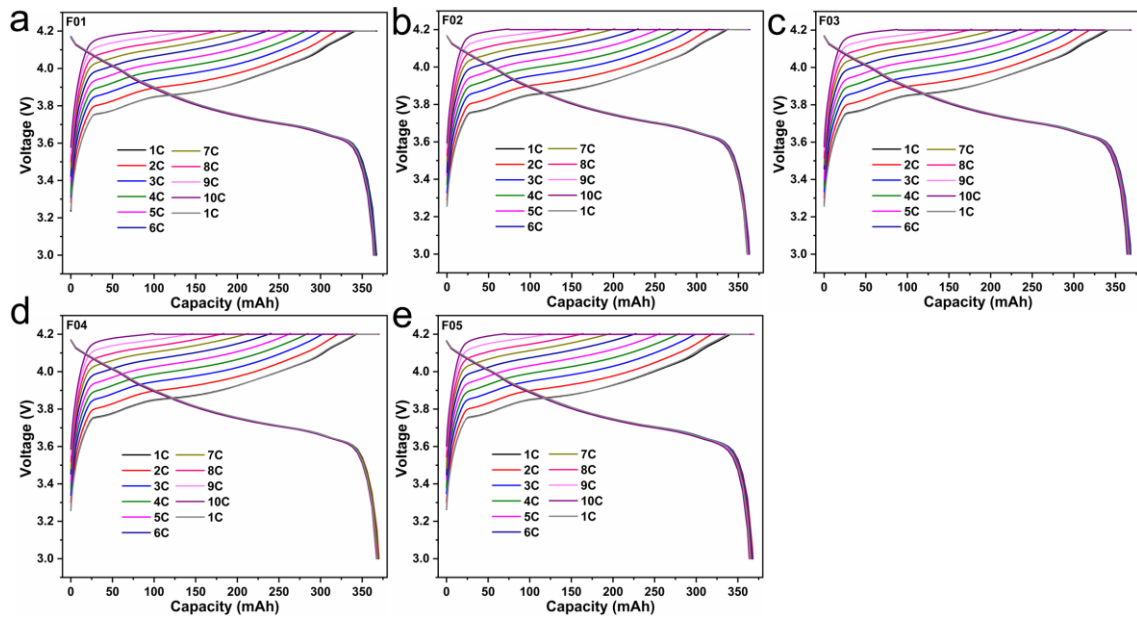 a
F01
4.2
4.0
3.8
3.6
3.4
3.2
3.0
Voltage (V)
1C 7C
2C 8C
3C 9C
4C 10C
5C 1C
6C
0 50 100 150 200 250 300 350
Capacity (mAh)
b
F02
4.2
4.0
3.8
3.6
3.4
3.2
3.0
Voltage (V)
1C 7C
2C 8C
3C 9C
4C 10C
5C 1C
6C
0 50 100 150 200 250 300 350
Capacity (mAh)
c
F03
4.2
4.0
3.8
3.6
3.4
3.2
3.0
Voltage (V)
1C 7C
2C 8C
3C 9C
4C 10C
5C 1C
6C
0 50 100 150 200 250 300 350
Capacity (mAh)
d
F04
4.2
4.0
3.8
3.6
3.4
3.2
3.0
Voltage (V)
1C 7C
2C 8C
3C 9C
4C 10C
5C 1C
6C
0 50 100 150 200 250 300 350
Capacity (mAh)
e
F05
4.2
4.0
3.8
3.6
3.4
3.2
3.0
Voltage (V)
1C 7C
2C 8C
3C 9C
4C 10C
5C 1C
6C
0 50 100 150 200 250 300 350
Capacity (mAh)